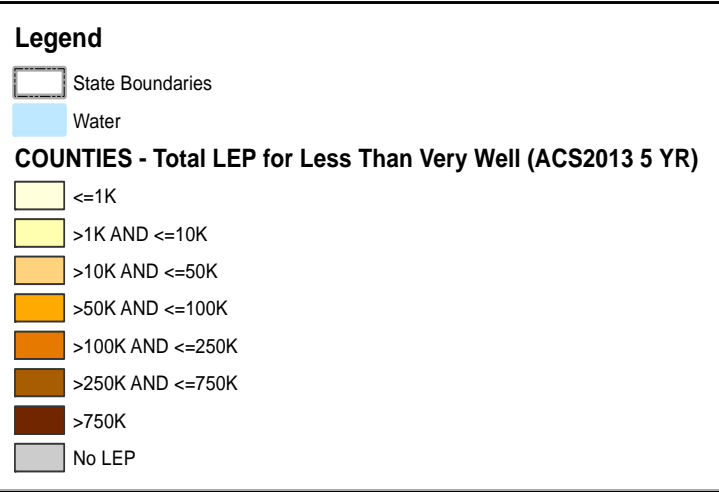 Legend
State Boundaries
Water
COUNTIES - Total LEP for Less Than Very Well (ACS2013 5 YR)
<=1K
>1K AND <=10K
>10K AND <=50K
>50K AND <=100K
>100K AND <=250K
>250K AND <=750K
>750K
No LEP